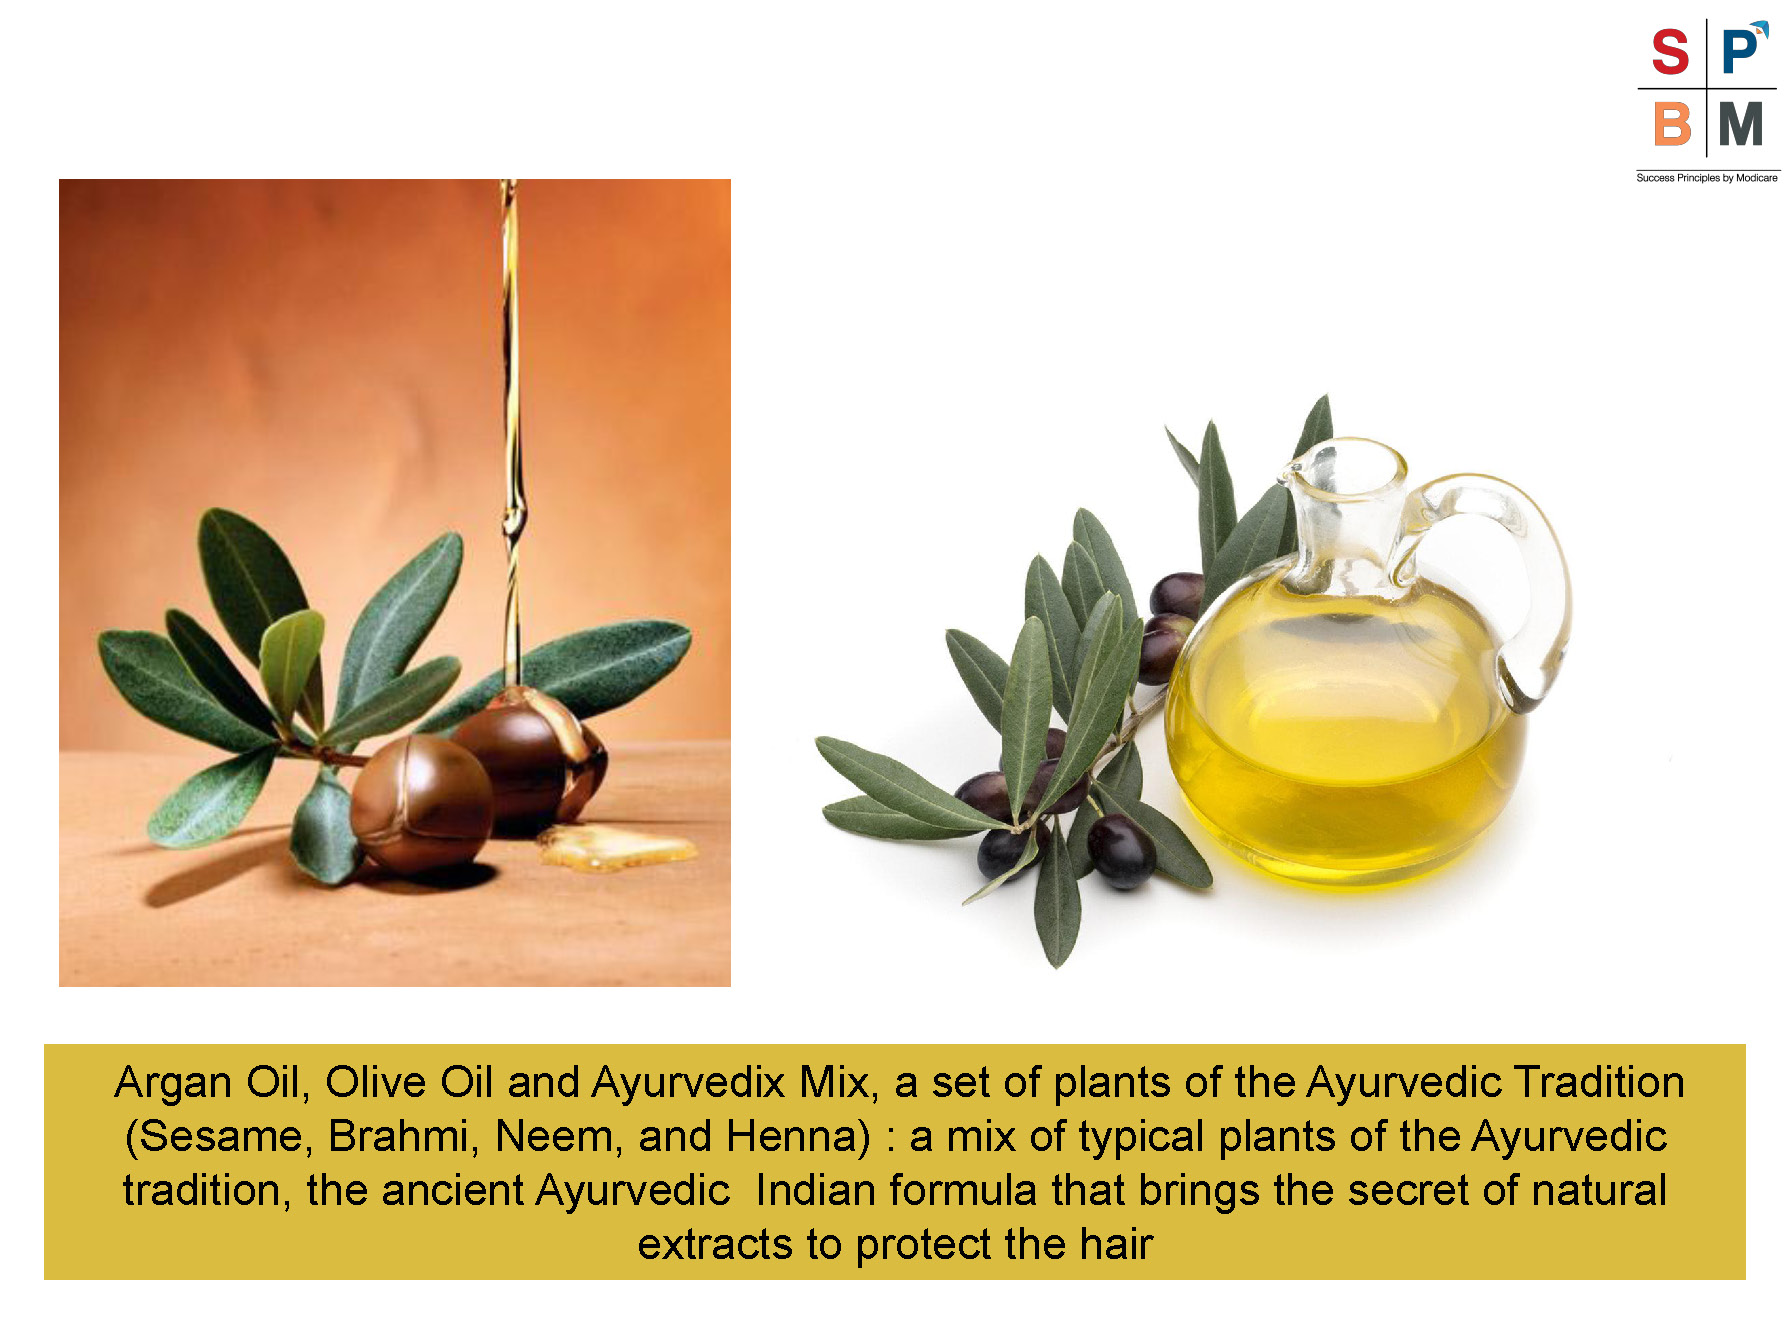 S P
B M
Success Principles by Modicare
Argan Oil, Olive Oil and Ayurvedix Mix, a set of plants of the Ayurvedic Tradition
(Sesame, Brahmi, Neem, and Henna) : a mix of typical plants of the Ayurvedic
tradition, the ancient Ayurvedic  Indian formula that brings the secret of natural
extracts to protect the hair